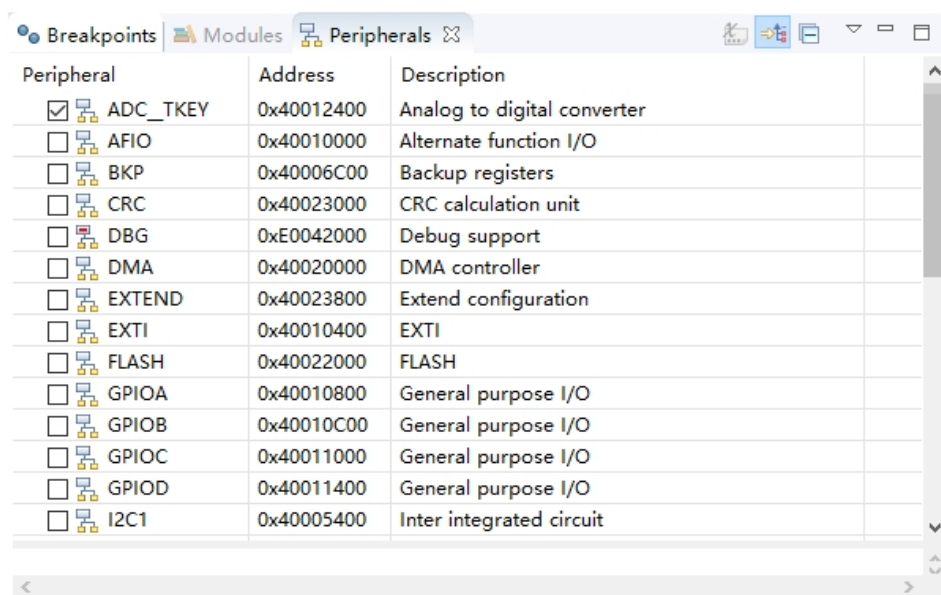 Breakpoints Modules Peripherals
Peripheral Address Description
ADC_TKEY 0x40012400 Analog to digital converter
AFIO 0x40010000 Alternate function I/O
BKP 0x40006C00 Backup registers
CRC 0x40023000 CRC calculation unit
DBG 0xE0042000 Debug support
DMA 0x40020000 DMA controller
EXTEND 0x40023800 Extend configuration
EXTI 0x40010400 EXTI
FLASH 0x40022000 FLASH
GPIOA 0x40010800 General purpose I/O
GPIOB 0x40010C00 General purpose I/O
GPIOC 0x40011000 General purpose I/O
GPIOD 0x40011400 General purpose I/O
I2C1 0x40005400 Inter integrated circuit